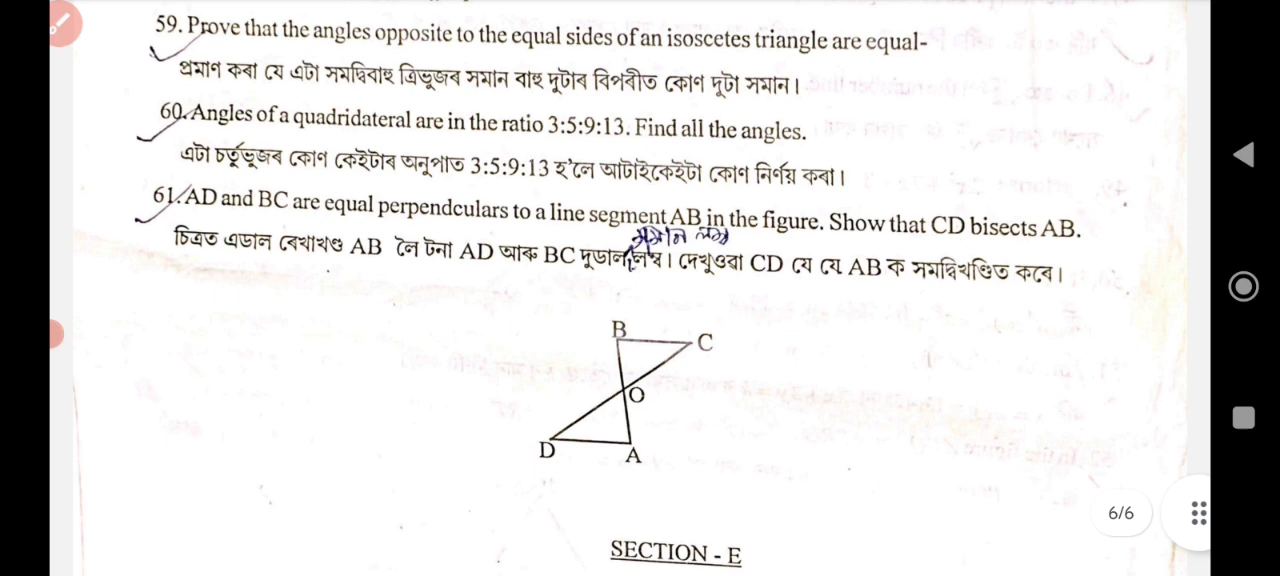 59. Prove that the angles opposite to the equal sides of an isoscetes triangle are equal-
প্ৰমাণ কৰা যে এটা সমদ্বিবাহু ত্ৰিভুজৰ সমান বাহু দুটাৰ বিপৰীত কোণ দুটা সমান।
60. Angles of a quadridateral are in the ratio 3:5:9:13. Find all the angles.
এটা চৰ্তুভুজৰ কোণ কেইটাৰ অনুপাত 3:5:9:13 হ'লে আটাইকেইটা কোণ নিৰ্ণয় কৰা।
61. AD and BC are equal perpendculars to a line segment AB in the figure. Show that CD bisects AB.
সমান লম্ব
চিত্ৰত এডাল ৰেখাখণ্ড AB লৈ টনা AD আৰু BC দুডাল লম্ব। দেখুওৱা CD যে যে AB ক সমদ্বিখণ্ডিত কৰে।
B
C
O
D
A
6/6
SECTION - E